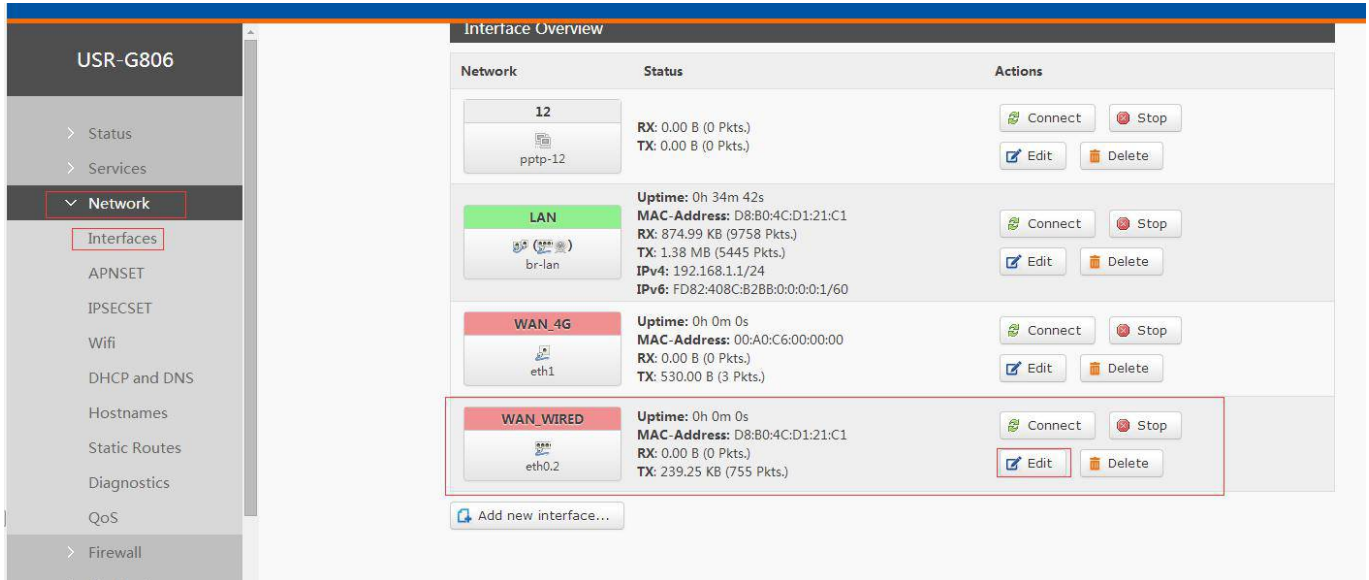 Interface Overview
USR-G806
Status
Services
Network
Interfaces
APNSET
IPSECSET
Wifi
DHCP and DNS
Hostnames
Static Routes
Diagnostics
QoS
Firewall
Network Status Actions
12
pptp-12
RX: 0.00 B (0 Pkts.)
TX: 0.00 B (0 Pkts.)
Connect Stop
Edit Delete
LAN
br-lan
Uptime: 0h 34m 42s
MAC-Address: D8:B0:4C:D1:21:C1
RX: 874.99 KB (9758 Pkts.)
TX: 1.38 MB (5445 Pkts.)
IPv4: 192.168.1.1/24
IPv6: FD82:408C:B2BB:0:0:0:0:1/60
Connect Stop
Edit Delete
WAN_4G
eth1
Uptime: 0h 0m 0s
MAC-Address: 00:A0:C6:00:00:00
RX: 0.00 B (0 Pkts.)
TX: 530.00 B (3 Pkts.)
Connect Stop
Edit Delete
WAN_WIRED
eth0.2
Uptime: 0h 0m 0s
MAC-Address: D8:B0:4C:D1:21:C1
RX: 0.00 B (0 Pkts.)
TX: 239.25 KB (755 Pkts.)
Connect Stop
Edit Delete
Add new interface...